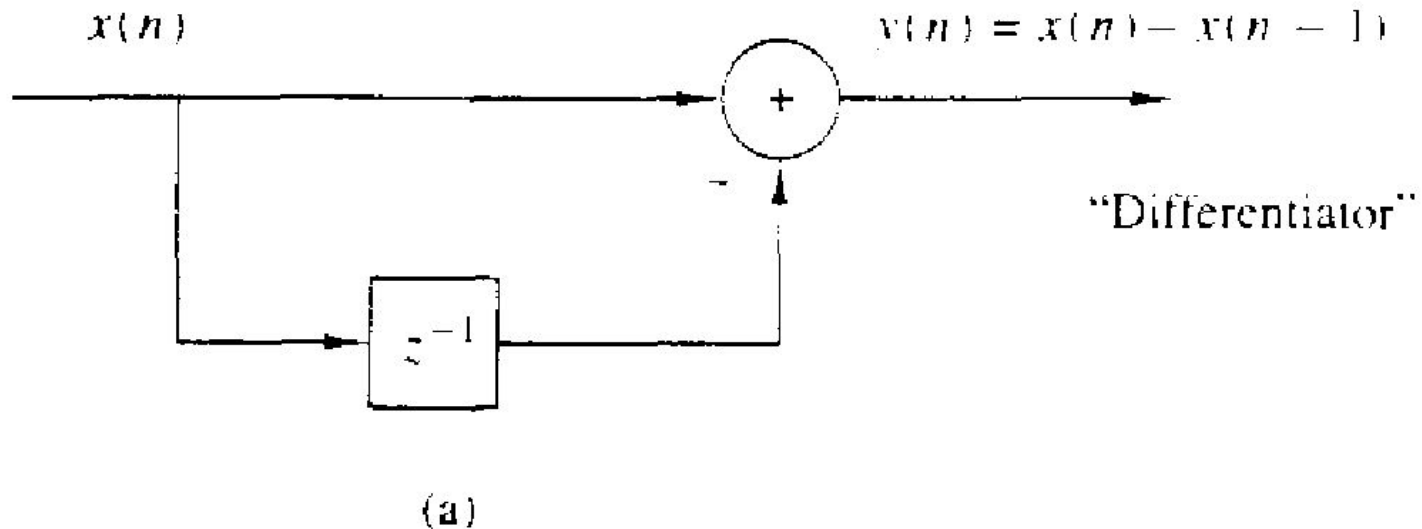 x(n)
y(n) = x(n) – x(n – 1)
+
-
"Differentiator"
z⁻¹
(a)